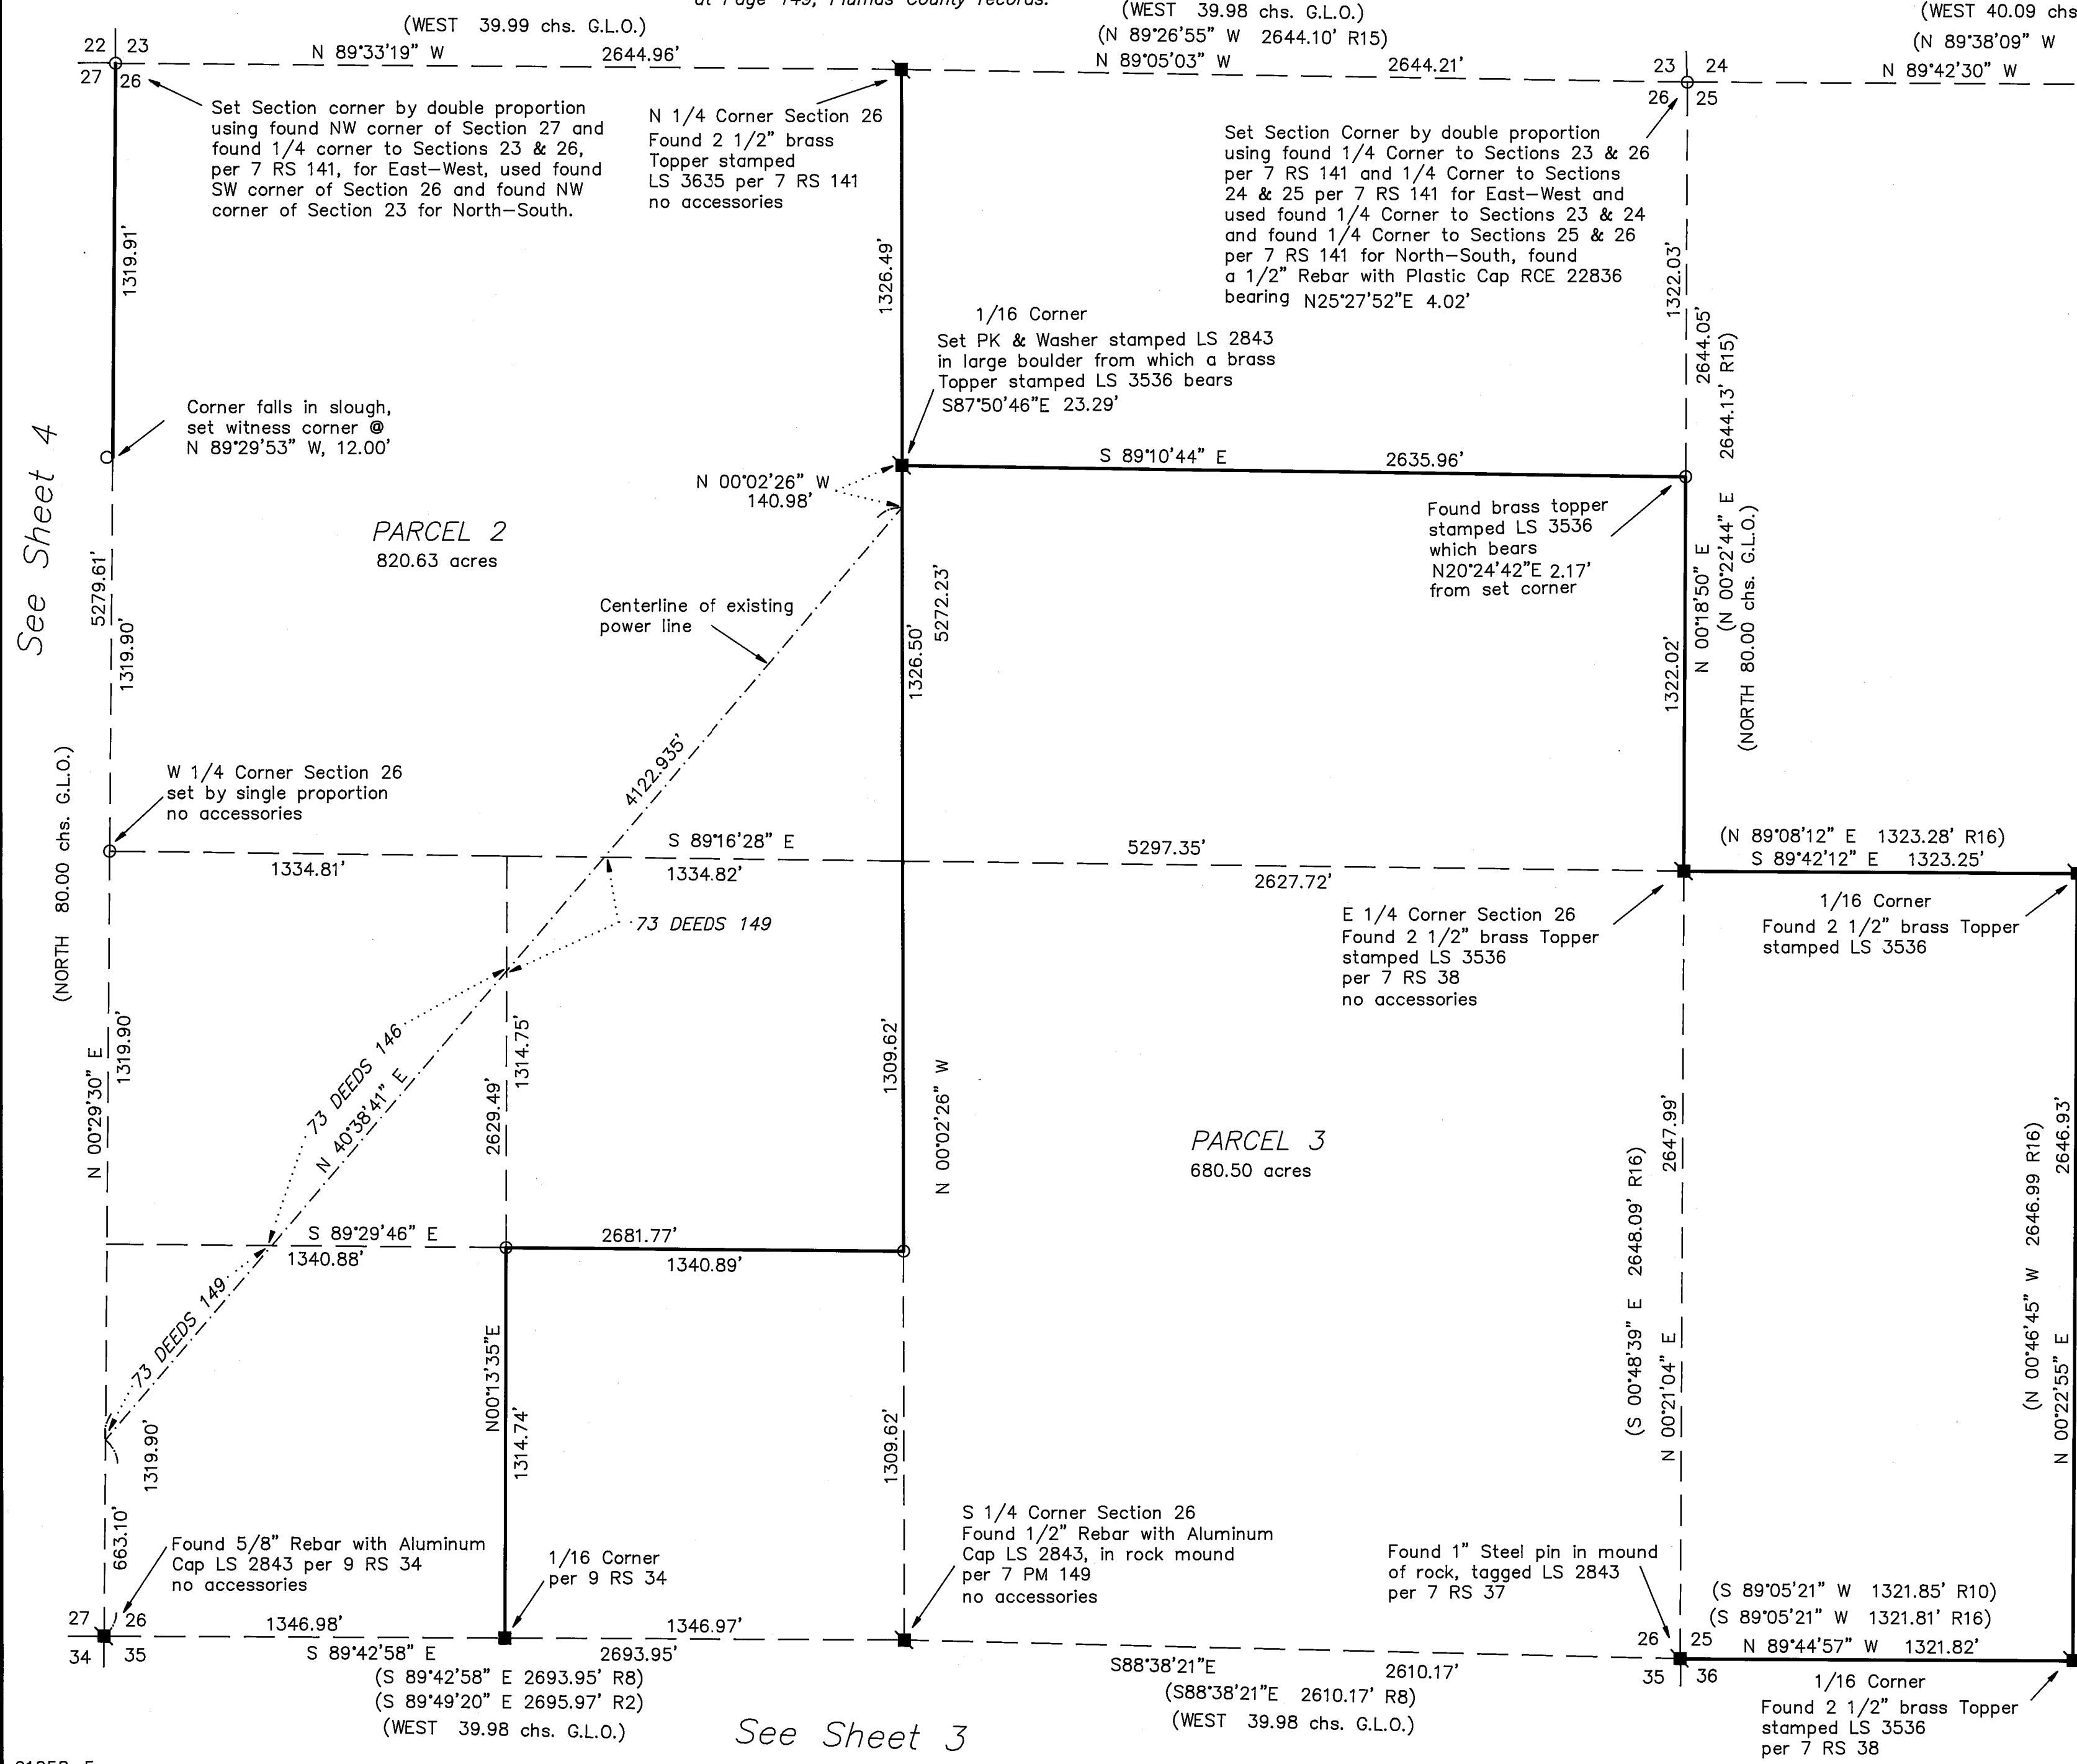 at Page 149, Plumas County records.
(WEST 39.99 chs. G.L.O.)
N 89°33'19" W 2644.96'
(WEST 39.98 chs. G.L.O.)
(N 89°26'55" W 2644.10' R15)
N 89°05'03" W 2644.21'
(WEST 40.09 chs
(N 89°38'09" W
N 89°42'30" W
22 23
27 26
23 24
26 25
Set Section corner by double proportion
using found NW corner of Section 27 and
found 1/4 corner to Sections 23 & 26,
per 7 RS 141, for East-West, used found
SW corner of Section 26 and found NW
corner of Section 23 for North-South.
N 1/4 Corner Section 26
Found 2 1/2" brass
Topper stamped
LS 3635 per 7 RS 141
no accessories
Set Section Corner by double proportion
using found 1/4 Corner to Sections 23 & 26
per 7 RS 141 and 1/4 Corner to Sections
24 & 25 per 7 RS 141 for East-West and
used found 1/4 Corner to Sections 23 & 24
and found 1/4 Corner to Sections 25 & 26
per 7 RS 141 for North-South, found
a 1/2" Rebar with Plastic Cap RCE 22836
bearing N25°27'52"E 4.02'
1319.91'
1326.49'
1322.03'
2644.05'
2644.13' R15)
1/16 Corner
Set PK & Washer stamped LS 2843
in large boulder from which a brass
Topper stamped LS 3536 bears
S87°50'46"E 23.29'
Corner falls in slough,
set witness corner @
N 89°29'53" W, 12.00'
See Sheet 4
N 00°02'26" W
140.98'
S 89°10'44" E 2635.96'
Found brass topper
stamped LS 3536
which bears
N20°24'42"E 2.17'
from set corner
PARCEL 2
820.63 acres
Centerline of existing
power line
5279.61'
1319.90'
5272.23'
1326.50'
1322.02'
N 00°18'50" E
(N 00°22'44" E
(NORTH 80.00 chs. G.L.O.)
4122.935'
W 1/4 Corner Section 26
set by single proportion
no accessories
(NORTH 80.00 chs. G.L.O.)
S 89°16'28" E
1334.81'
1334.82'
5297.35'
2627.72'
(N 89°08'12" E 1323.28' R16)
S 89°42'12" E 1323.25'
1/16 Corner
Found 2 1/2" brass Topper
stamped LS 3536
73 DEEDS 149
E 1/4 Corner Section 26
Found 2 1/2" brass Topper
stamped LS 3536
per 7 RS 38
no accessories
73 DEEDS 146
N 40°38'41" E
1319.90'
N 00°29'30" E
1314.75'
2629.49'
1309.62'
N 00°02'26" W
PARCEL 3
680.50 acres
2647.99'
(S 00°48'39" E 2648.09' R16)
N 00°21'04" E
2646.93'
(N 00°46'45" W 2646.99 R16)
N 00°22'55" E
S 89°29'46" E
1340.88'
2681.77'
1340.89'
73 DEEDS 149
N00°13'35"E
1314.74'
1319.90'
663.10'
1309.62'
Found 5/8" Rebar with Aluminum
Cap LS 2843 per 9 RS 34
no accessories
1/16 Corner
per 9 RS 34
S 1/4 Corner Section 26
Found 1/2" Rebar with Aluminum
Cap LS 2843, in rock mound
per 7 PM 149
no accessories
Found 1" Steel pin in mound
of rock, tagged LS 2843
per 7 RS 37
(S 89°05'21" W 1321.85' R10)
(S 89°05'21" W 1321.81' R16)
N 89°44'57" W 1321.82'
27 26
34 35
26 25
35 36
1346.98'
1346.97'
S 89°42'58" E 2693.95'
(S 89°42'58" E 2693.95' R8)
(S 89°49'20" E 2695.97' R2)
(WEST 39.98 chs. G.L.O.)
S88°38'21"E 2610.17'
(S88°38'21"E 2610.17' R8)
(WEST 39.98 chs. G.L.O.)
1/16 Corner
Found 2 1/2" brass Topper
stamped LS 3536
per 7 RS 38
See Sheet 3